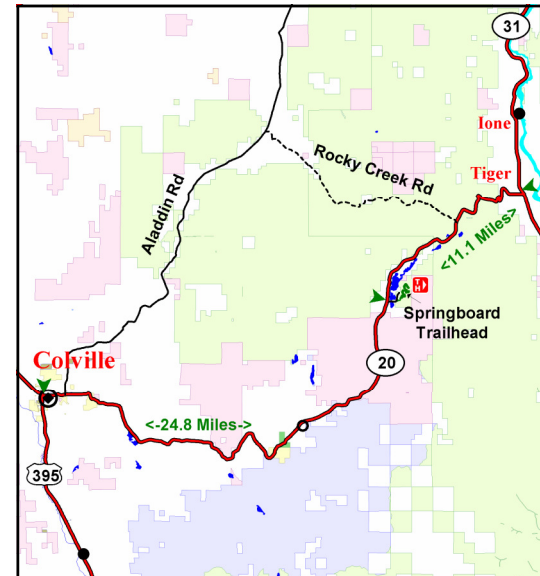 31
Ione
Rocky Creek Rd
Tiger
Aladdin Rd
<11.1 Miles>
T
H
Springboard
Trailhead
20
Colville
<-24.8 Miles->
395